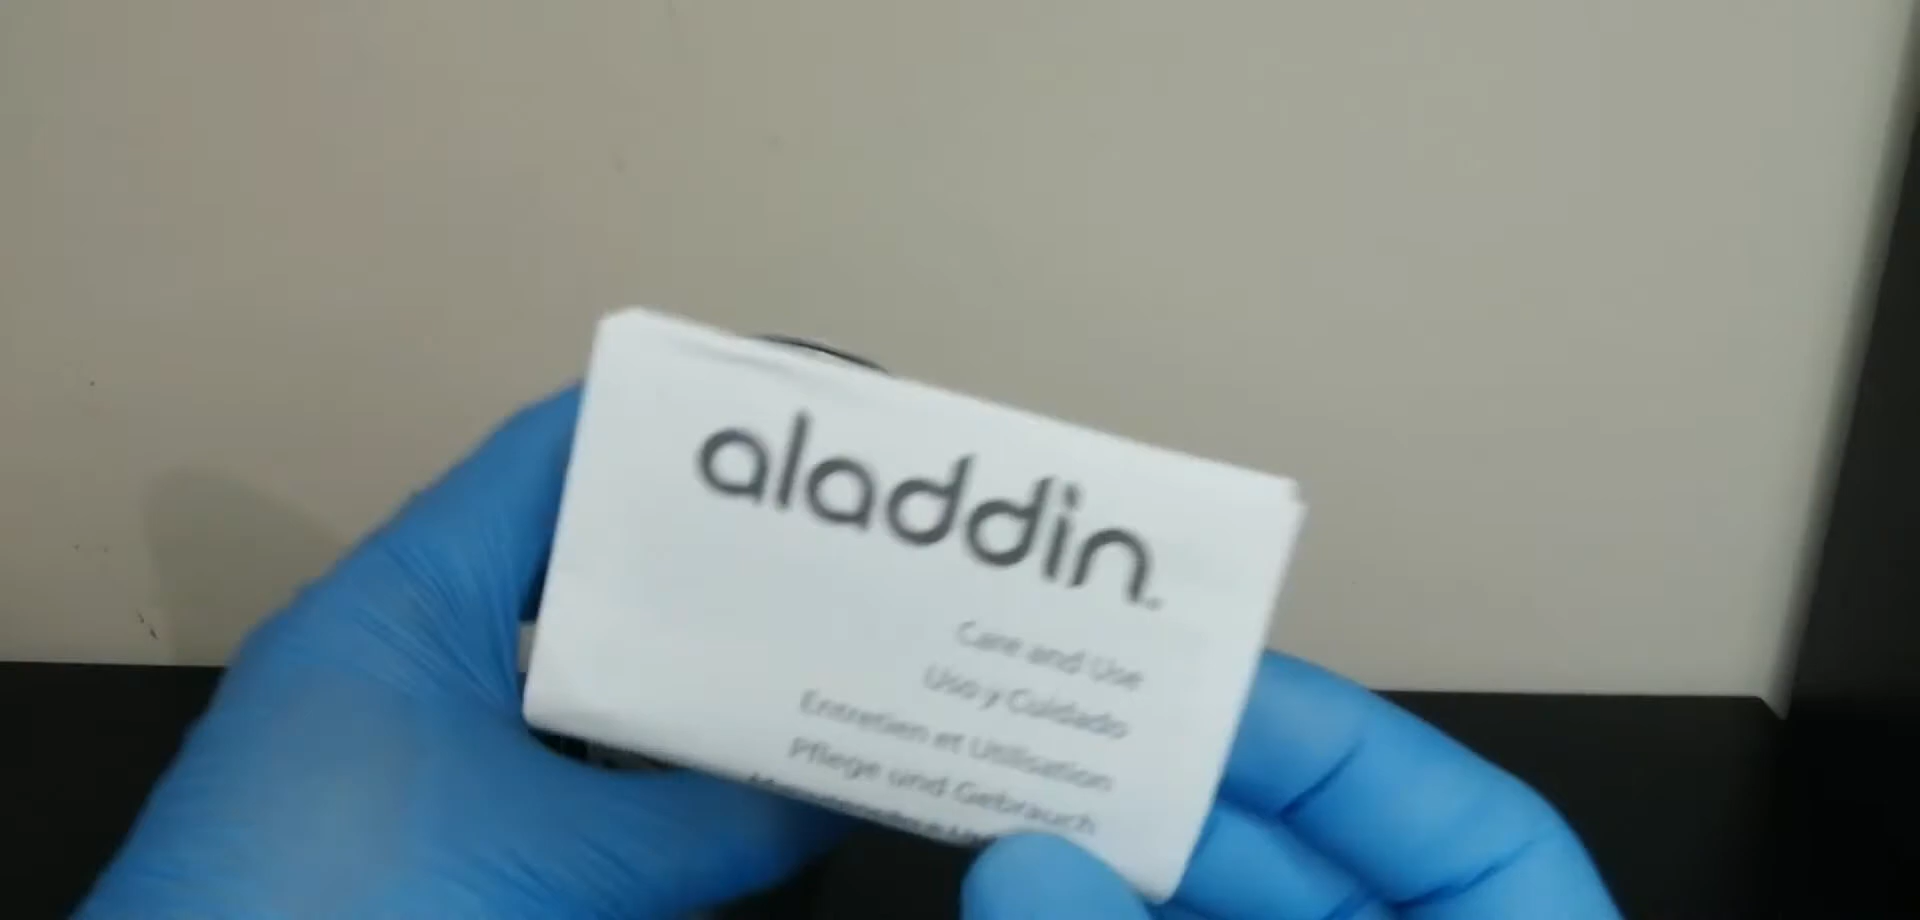 aladdin
Care and Use
Uso y Cuidado
Entretien et Utilisation
Pflege und Gebrauch